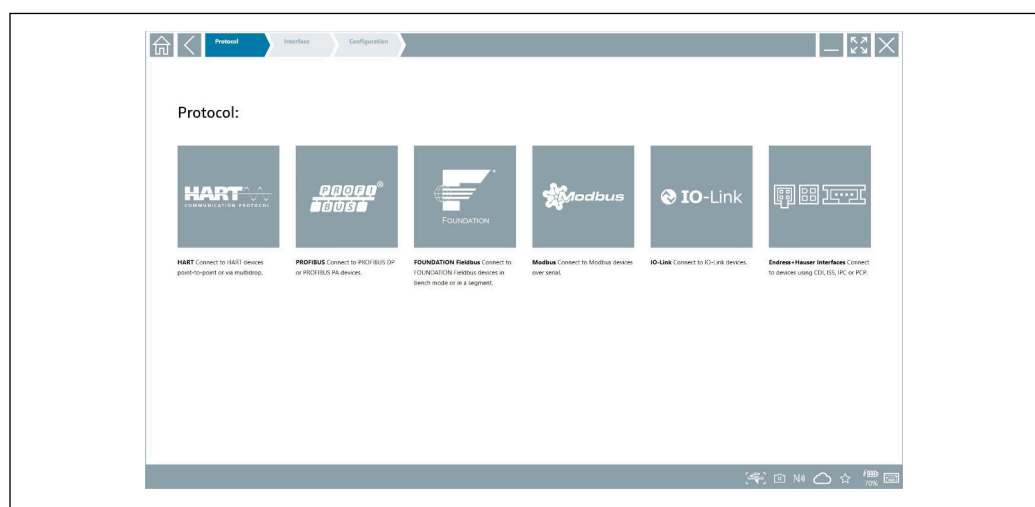 Protocol Interface Configuration
Protocol:
HART
COMMUNICATION PROTOCOL
PROFI
BUS
FOUNDATION
Modbus
IO-Link
HART Connect to HART devices
point-to-point or via multidrop.
PROFIBUS Connect to PROFIBUS DP
or PROFIBUS PA devices.
FOUNDATION Fieldbus Connect to
FOUNDATION Fieldbus devices in
bench mode or in a segment.
Modbus Connect to Modbus devices
over serial.
IO-Link Connect to IO-Link devices.
Endress+Hauser Interfaces Connect
to devices using CDI, ISS, IPC or PCP.
70%